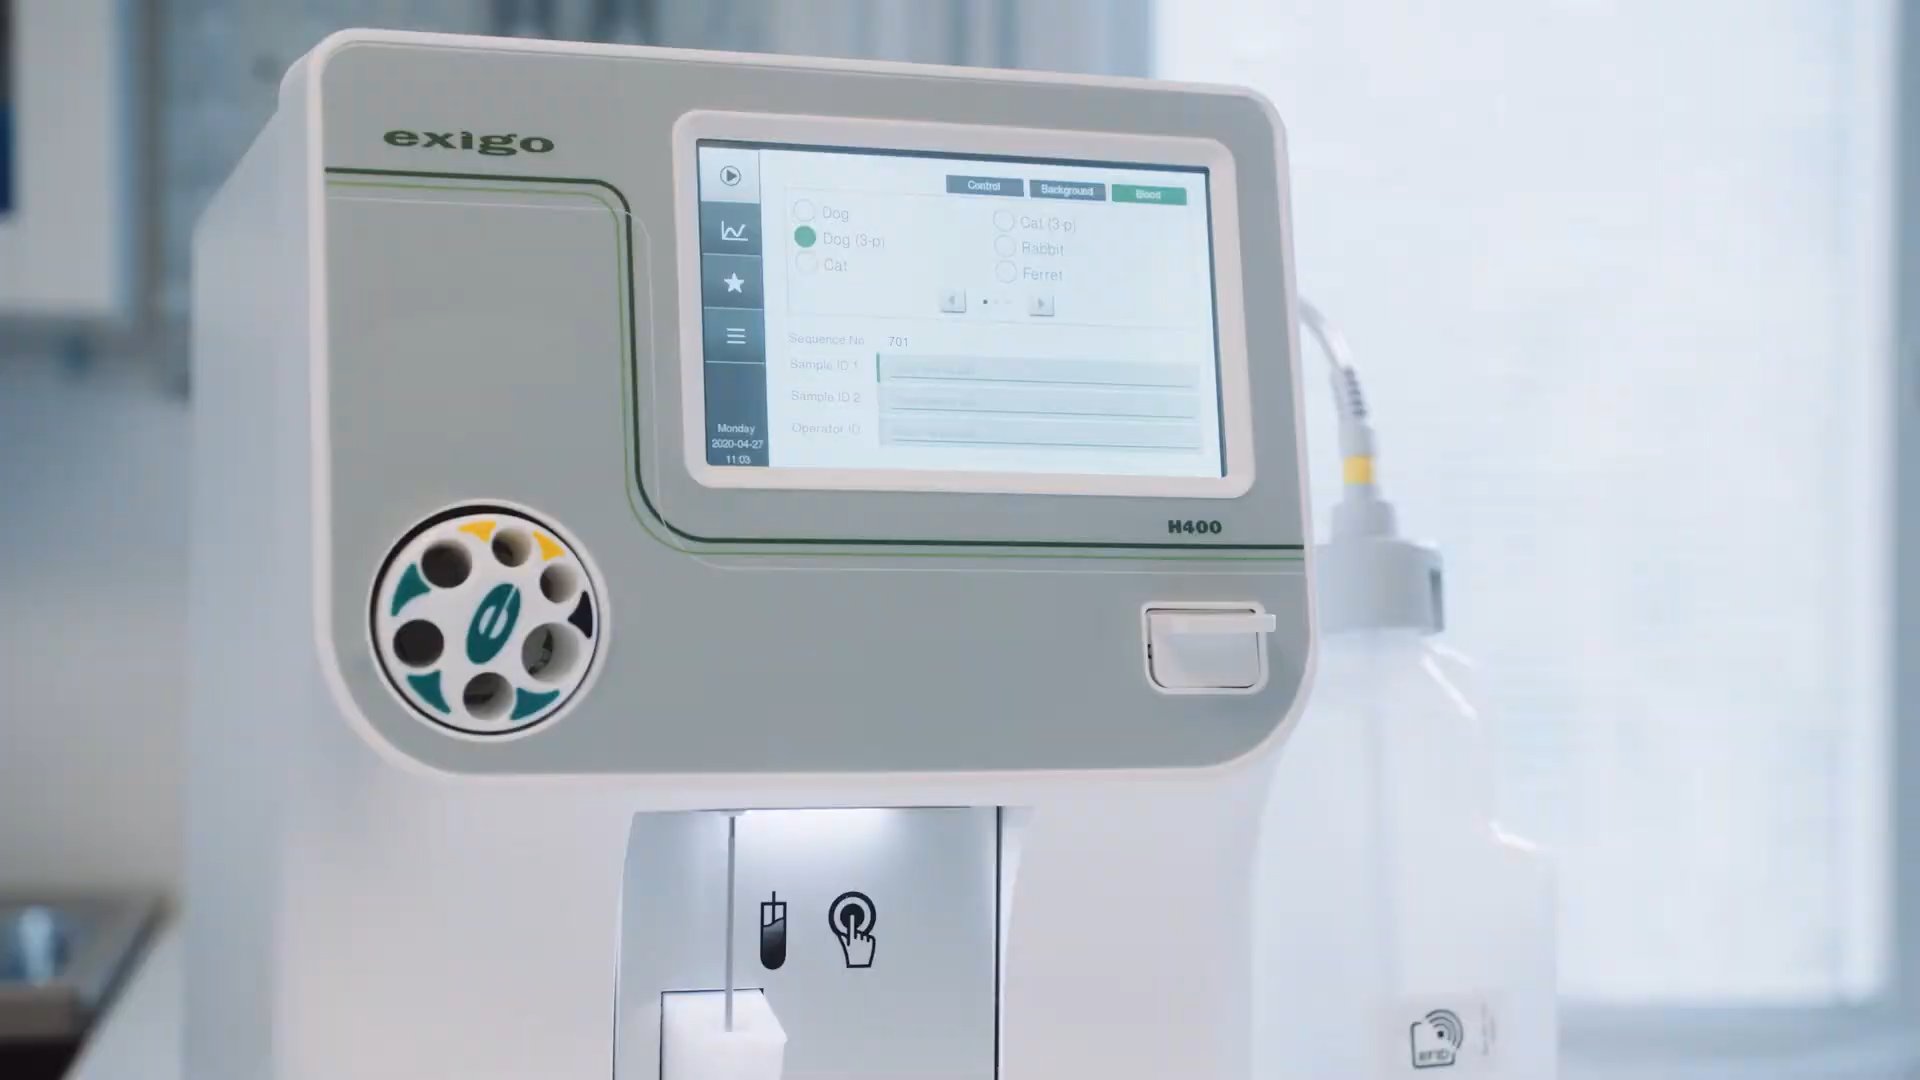 exigo
Control Background Blood
Dog
Dog (3-p)
Cat
Cat (3-p)
Rabbit
Ferret
Sequence No 701
Sample ID 1
Sample ID 2
Operator ID
Monday
2020-04-27
11:03
H400
e
RFID